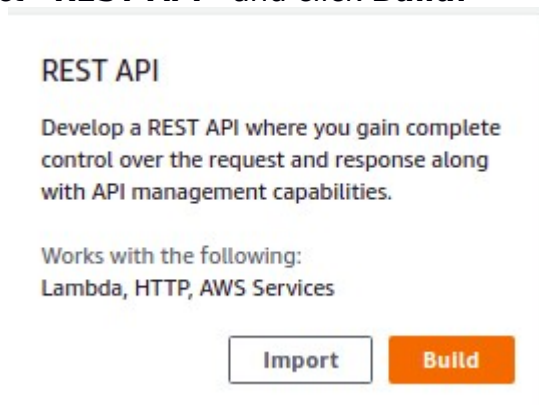 "REST API" and click Build.
REST API
Develop a REST API where you gain complete
control over the request and response along
with API management capabilities.
Works with the following:
Lambda, HTTP, AWS Services
Import
Build